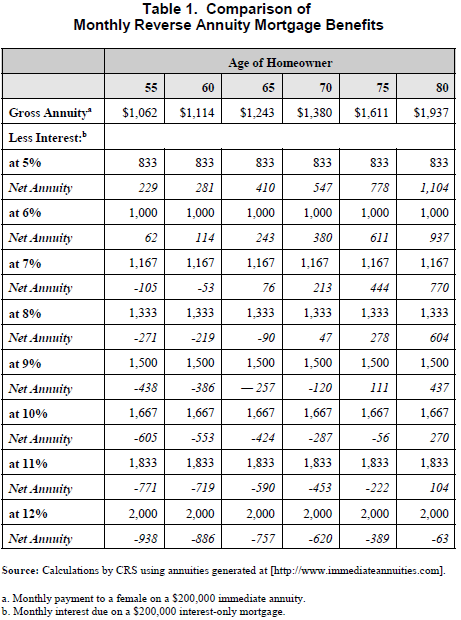 Table 1. Comparison of
Monthly Reverse Annuity Mortgage Benefits
Age of Homeowner
55 60 65 70 75 80
Gross Annuityᵃ $1,062 $1,114 $1,243 $1,380 $1,611 $1,937
Less Interest:ᵇ
at 5% 833 833 833 833 833 833
Net Annuity 229 281 410 547 778 1,104
at 6% 1,000 1,000 1,000 1,000 1,000 1,000
Net Annuity 62 114 243 380 611 937
at 7% 1,167 1,167 1,167 1,167 1,167 1,167
Net Annuity -105 -53 76 213 444 770
at 8% 1,333 1,333 1,333 1,333 1,333 1,333
Net Annuity -271 -219 -90 47 278 604
at 9% 1,500 1,500 1,500 1,500 1,500 1,500
Net Annuity -438 -386 —257 -120 111 437
at 10% 1,667 1,667 1,667 1,667 1,667 1,667
Net Annuity -605 -553 -424 -287 -56 270
at 11% 1,833 1,833 1,833 1,833 1,833 1,833
Net Annuity -771 -719 -590 -453 -222 104
at 12% 2,000 2,000 2,000 2,000 2,000 2,000
Net Annuity -938 -886 -757 -620 -389 -63
Source: Calculations by CRS using annuities generated at [http://www.immediateannuities.com].
a. Monthly payment to a female on a $200,000 immediate annuity.
b. Monthly interest due on a $200,000 interest-only mortgage.